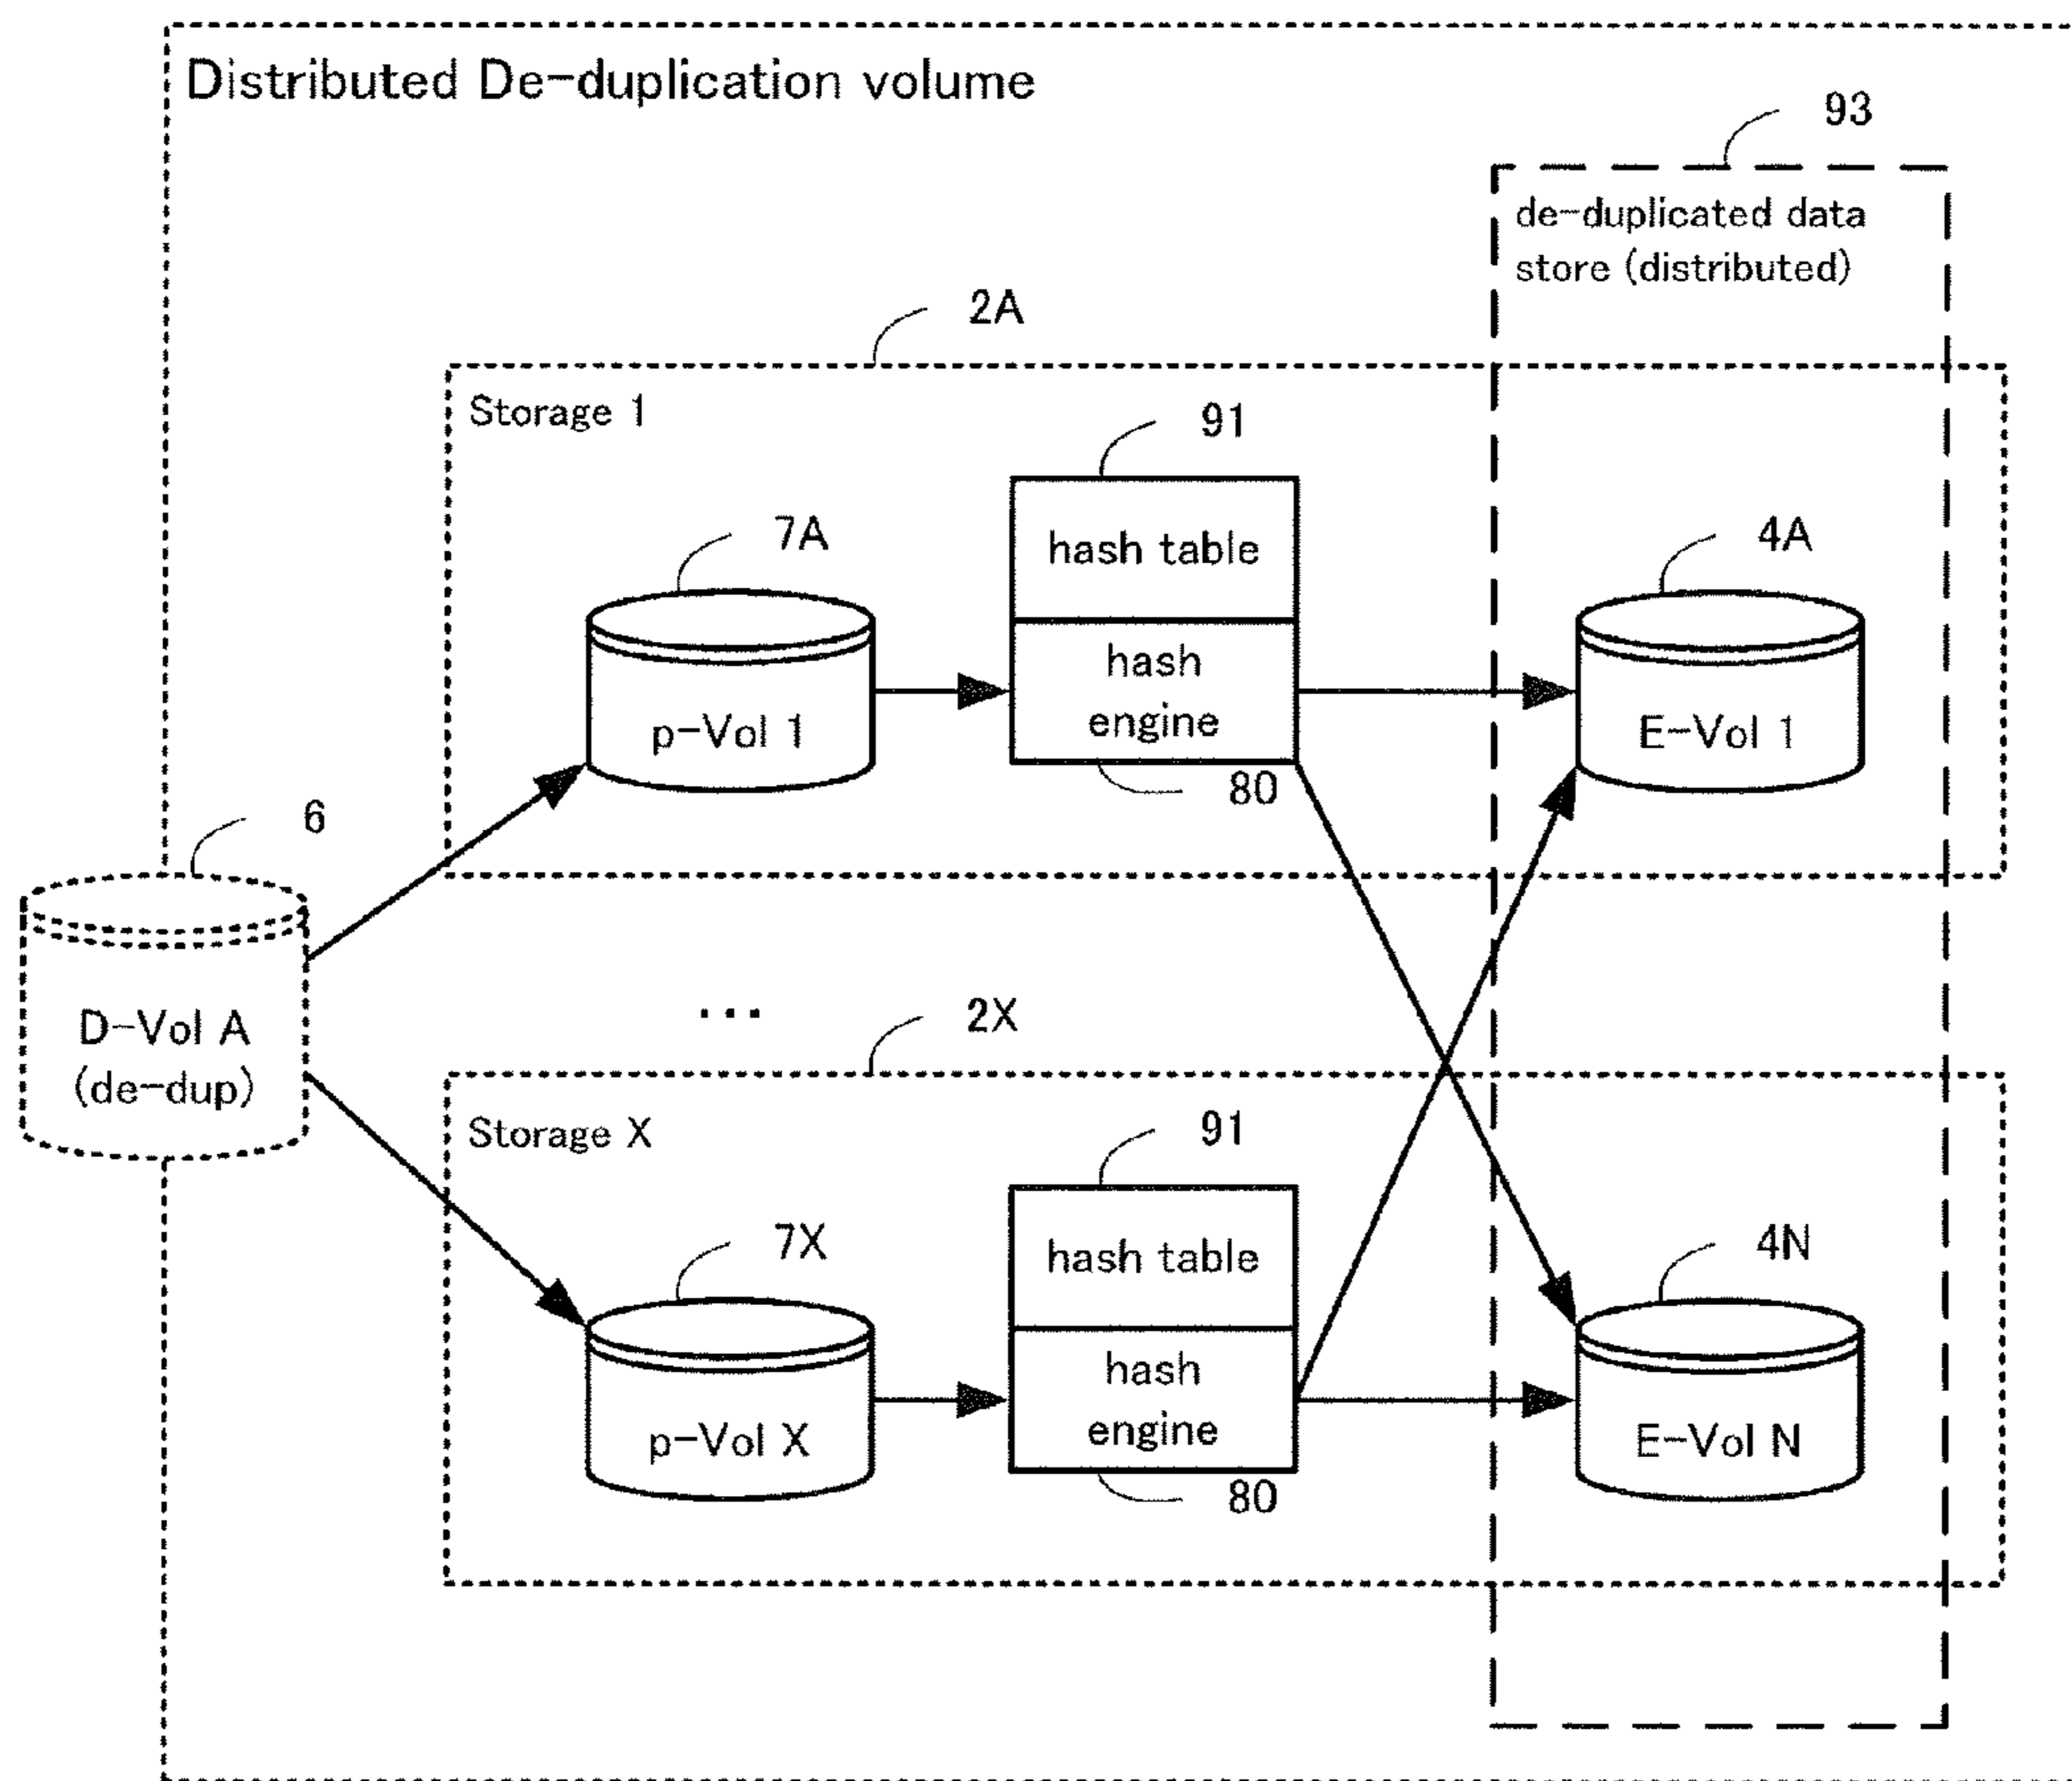 Distributed De-duplication volume
93
de-duplicated data
store (distributed)
2A
Storage 1
91
7A
hash table
4A
hash
engine
p-Vol 1
E-Vol 1
80
6
D-Vol A
(de-dup)
...
2X
Storage X
91
7X
hash table
4N
hash
engine
p-Vol X
E-Vol N
80